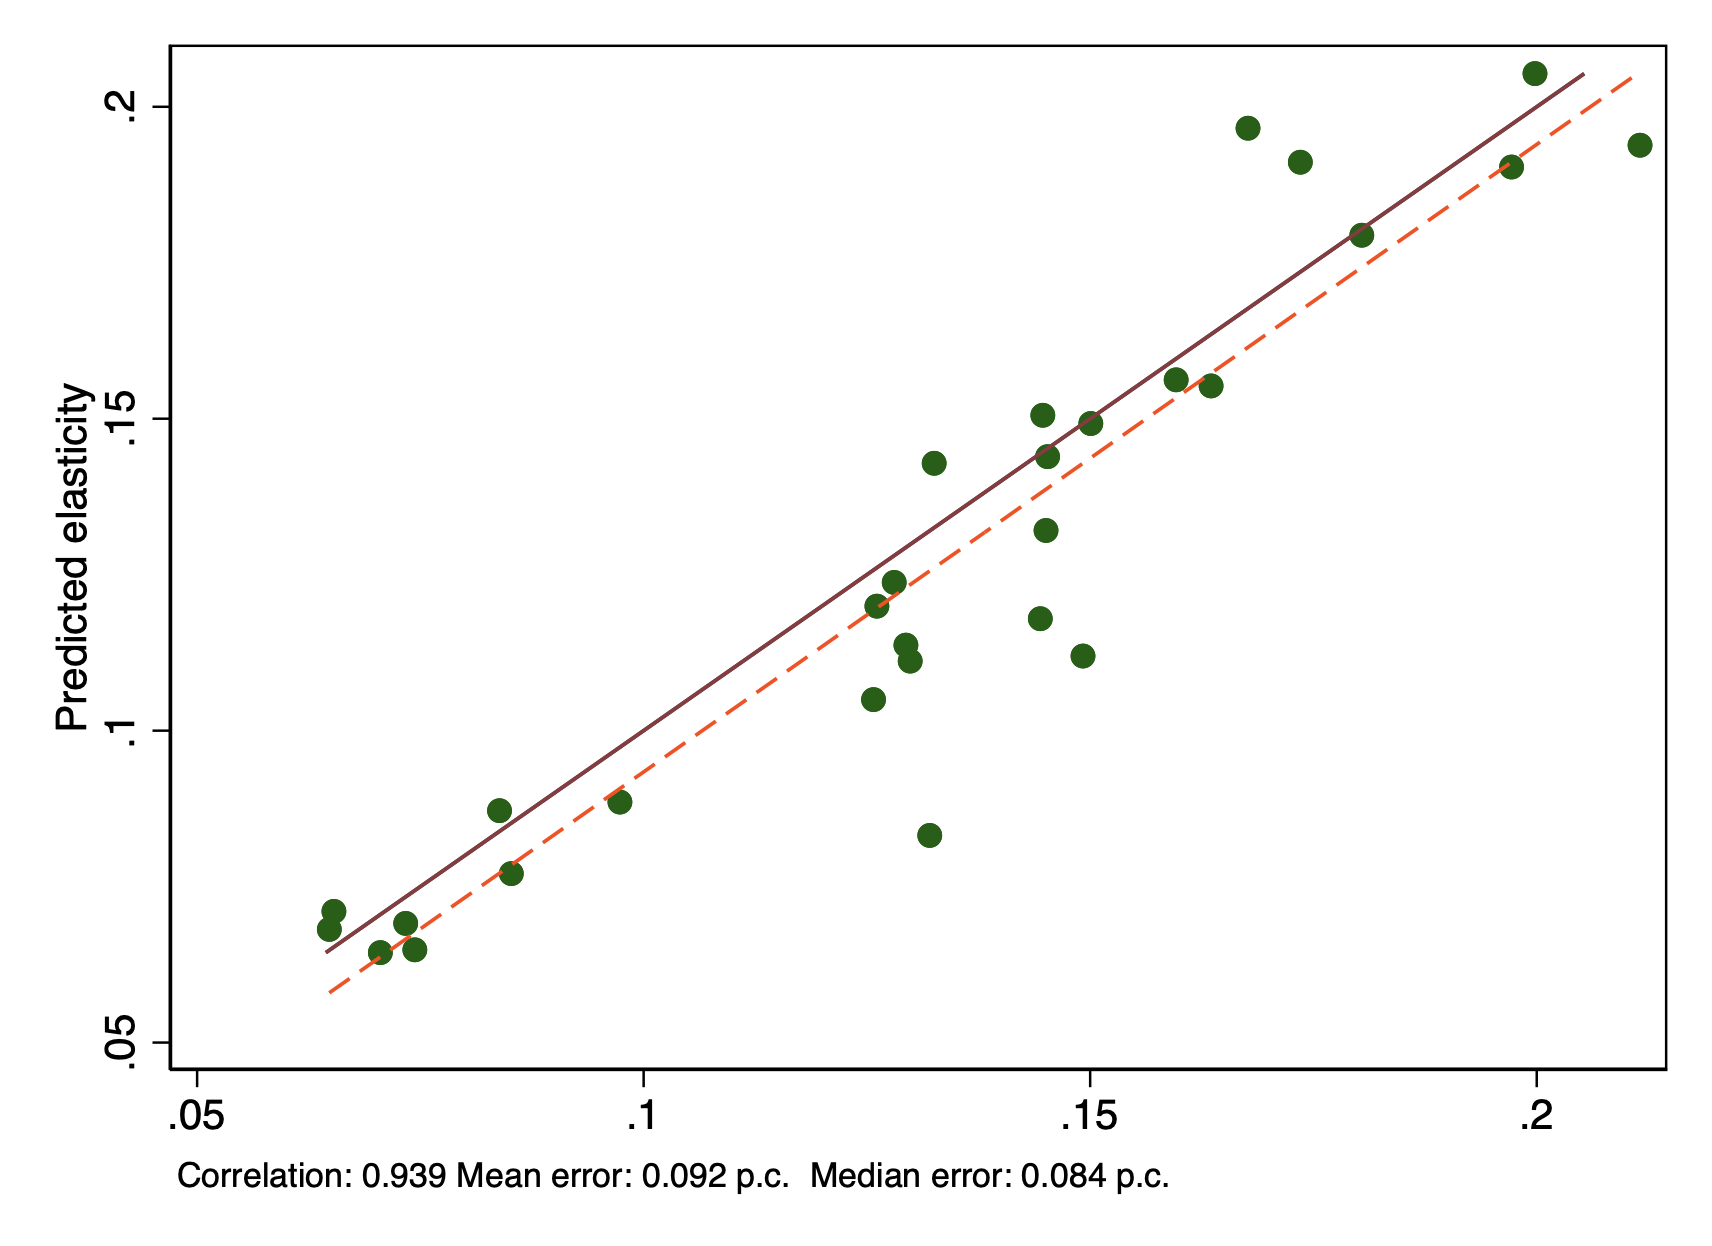 Predicted elasticity
.2
.15
.1
.05
.05 .1 .15 .2
Correlation: 0.939 Mean error: 0.092 p.c. Median error: 0.084 p.c.